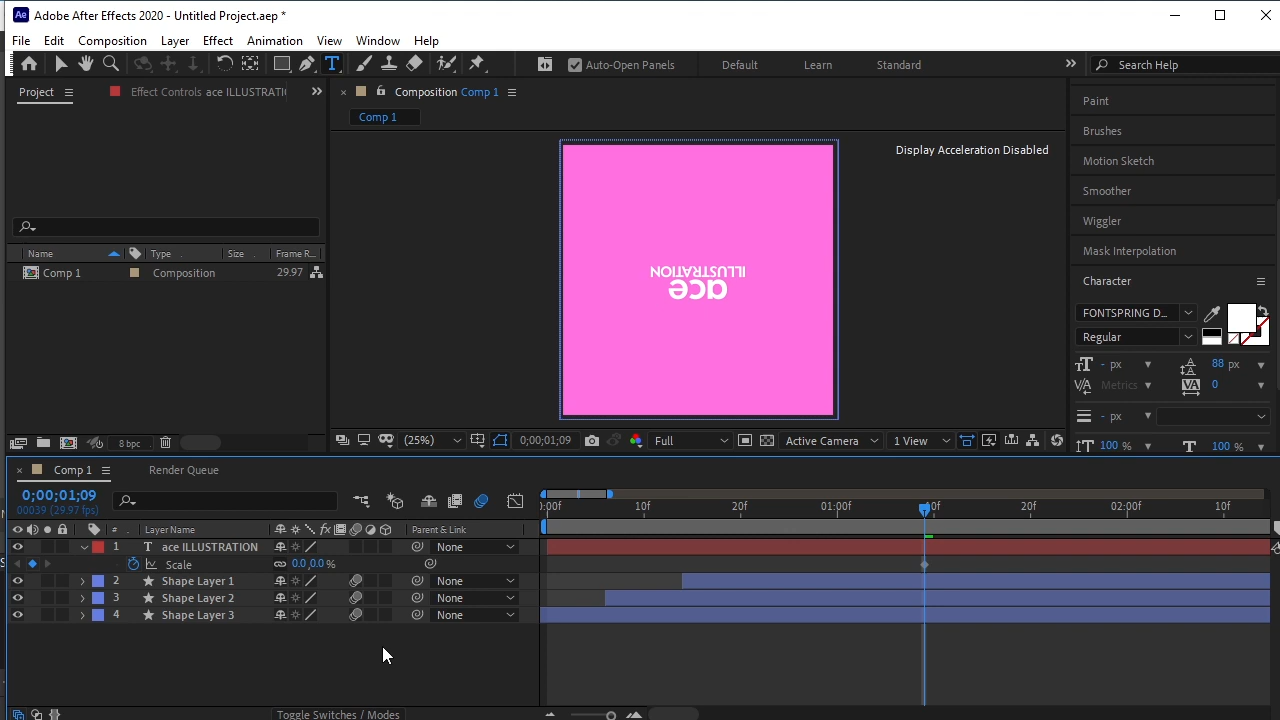 Ae Adobe After Effects 2020 - Untitled Project.aep *
File Edit Composition Layer Effect Animation View Window Help
T Auto-Open Panels Default Learn Standard Search Help
Project Effect Controls ace ILLUSTRATI
Composition Comp 1
Comp 1
Display Acceleration Disabled
ILLUSTRATION
ace
Name Type Size Frame R...
Comp 1 Composition 29.97
8 bpc
(25%) 0;00;01;09 Full Active Camera 1 View
Paint
Brushes
Motion Sketch
Smoother
Wiggler
Mask Interpolation
Character
FONTSPRING D...
Regular
- px 88 px
Metrics 0
- px
100 % 100 %
Comp 1 Render Queue
0;00;01;09
00039 (29.97 fps)
):00f 10f 20f 01:00f 10f 20f 02:00f 10f
# Layer Name fx Parent & Link
1 T ace ILLUSTRATION None
Scale 0.0,0.0 %
2 Shape Layer 1 None
3 Shape Layer 2 None
4 Shape Layer 3 None
Toggle Switches / Modes